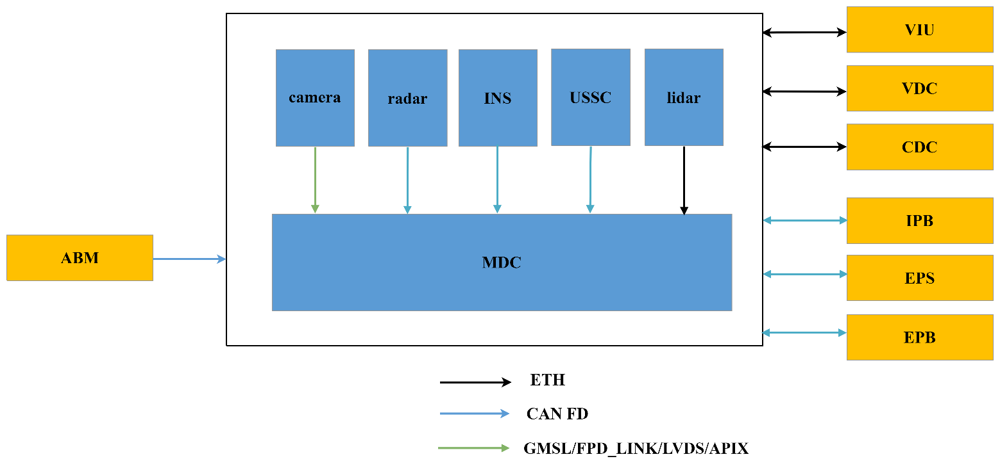 VIU
camera
radar
INS
USSC
lidar
VDC
CDC
IPB
ABM
MDC
EPS
EPB
ETH
CAN FD
GMSL/FPD_LINK/LVDS/APIX